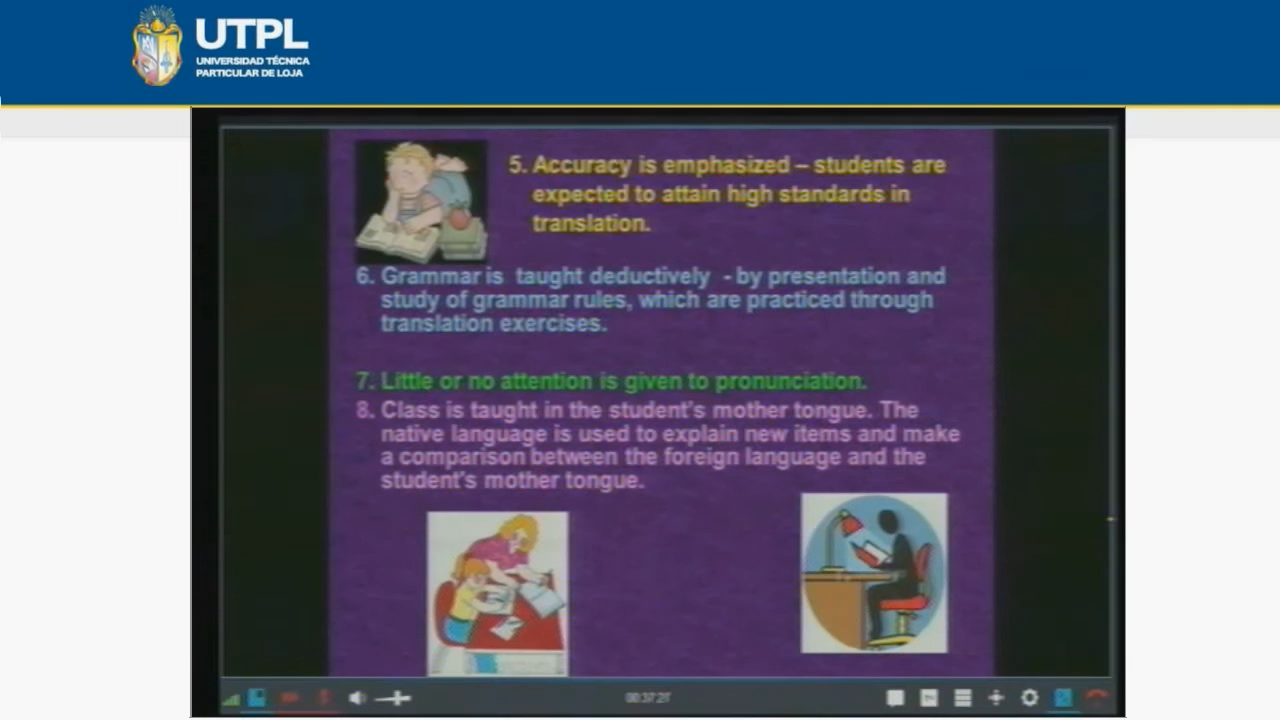 UTPL
UNIVERSIDAD TÉCNICA
PARTICULAR DE LOJA
5. Accuracy is emphasized – students are
expected to attain high standards in
translation.
6. Grammar is taught deductively - by presentation and
study of grammar rules, which are practiced through
translation exercises.
7. Little or no attention is given to pronunciation.
8. Class is taught in the student's mother tongue. The
native language is used to explain new items and make
a comparison between the foreign language and the
student's mother tongue.